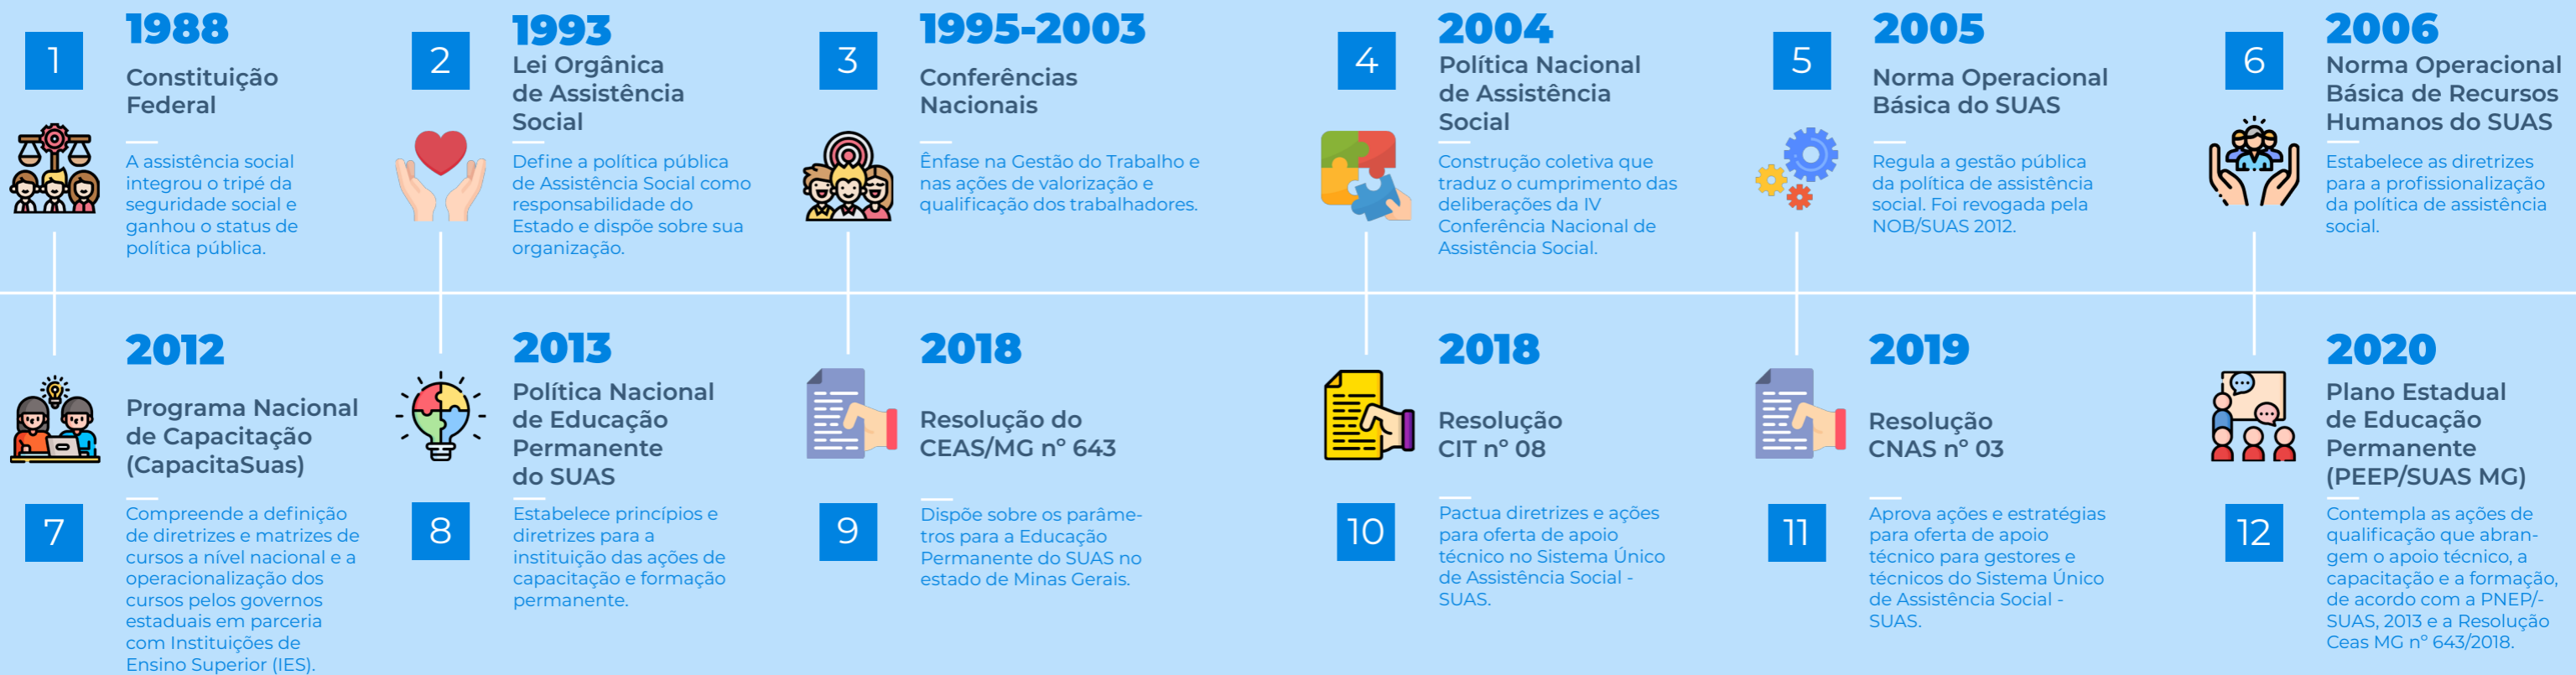 1
1988
Constituição
Federal
A assistência social
integrou o tripé da
seguridade social e
ganhou o status de
política pública.
2
1993
Lei Orgânica
de Assistência
Social
Define a política pública
de Assistência Social como
responsabilidade do
Estado e dispõe sobre sua
organização.
3
1995-2003
Conferências
Nacionais
Ênfase na Gestão do Trabalho e
nas ações de valorização e
qualificação dos trabalhadores.
4
2004
Política Nacional
de Assistência
Social
Construção coletiva que
traduz o cumprimento das
deliberações da IV
Conferência Nacional de
Assistência Social.
5
2005
Norma Operacional
Básica do SUAS
Regula a gestão pública
da política de assistência
social. Foi revogada pela
NOB/SUAS 2012.
6
2006
Norma Operacional
Básica de Recursos
Humanos do SUAS
Estabelece as diretrizes
para a profissionalização
da política de assistência
social.
2012
Programa Nacional
de Capacitação
(CapacitaSuas)
7
Compreende a definição
de diretrizes e matrizes de
cursos a nível nacional e a
operacionalização dos
cursos pelos governos
estaduais em parceria
com Instituições de
Ensino Superior (IES).
2013
Política Nacional
de Educação
Permanente
do SUAS
8
Estabelece princípios e
diretrizes para a
instituição das ações de
capacitação e formação
permanente.
2018
Resolução do
CEAS/MG nº 643
9
Dispõe sobre os parâme-
tros para a Educação
Permanente do SUAS no
estado de Minas Gerais.
2018
Resolução
CIT nº 08
10
Pactua diretrizes e ações
para oferta de apoio
técnico no Sistema Único
de Assistência Social -
SUAS.
2019
Resolução
CNAS nº 03
11
Aprova ações e estratégias
para oferta de apoio
técnico para gestores e
técnicos do Sistema Único
de Assistência Social -
SUAS.
2020
Plano Estadual
de Educação
Permanente
(PEEP/SUAS MG)
12
Contempla as ações de
qualificação que abran-
gem o apoio técnico, a
capacitação e a formação,
de acordo com a PNEP/-
SUAS, 2013 e a Resolução
Ceas MG nº 643/2018.